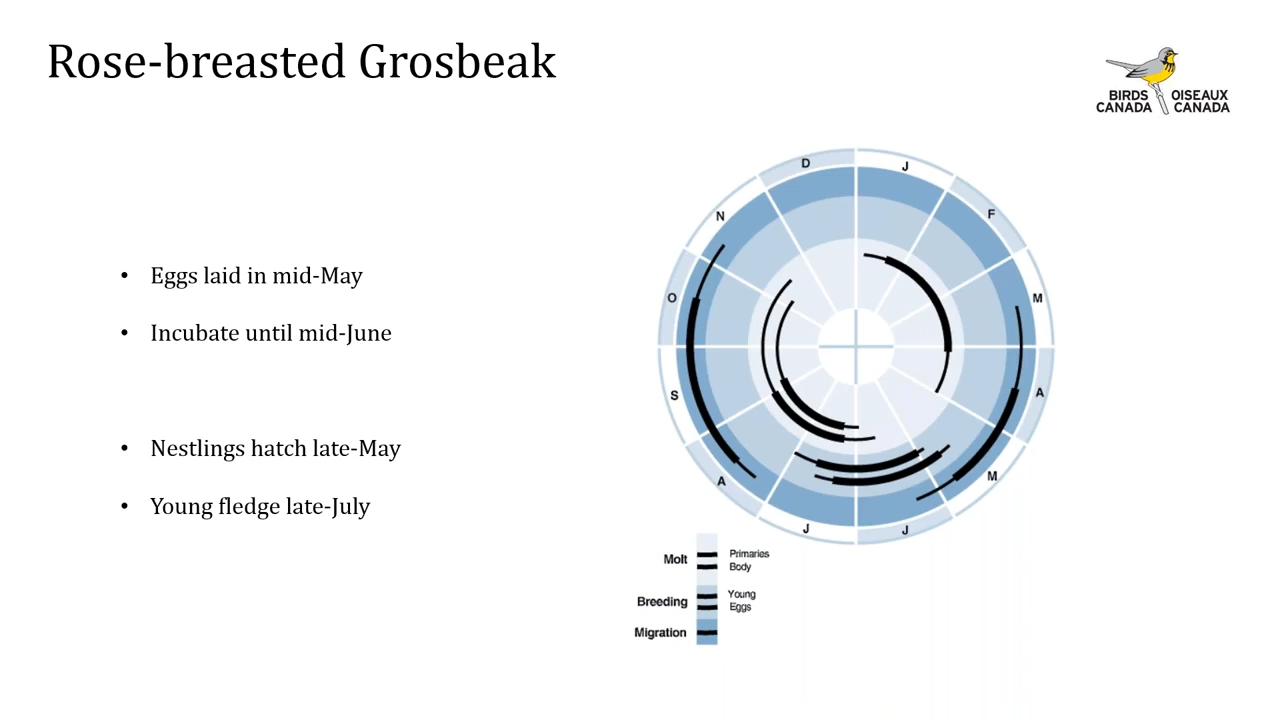 Rose-breasted Grosbeak
BIRDS OISEAUX
CANADA CANADA
• Eggs laid in mid-May
• Incubate until mid-June
• Nestlings hatch late-May
• Young fledge late-July
D
J
N
F
O
M
S
A
A
M
J
J
Molt
Primaries
Body
Breeding
Young
Eggs
Migration